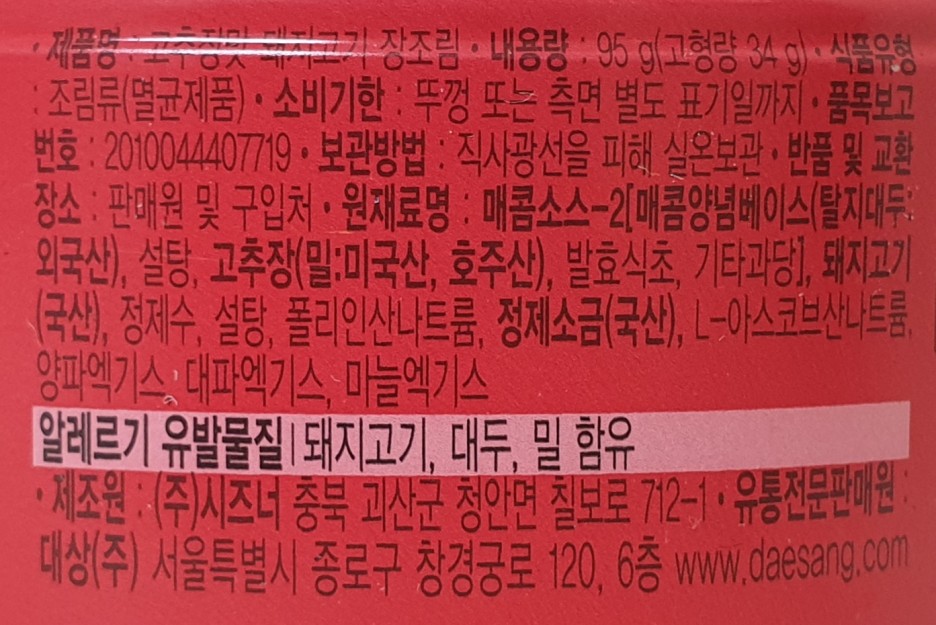 · 제품명 : 고추장맛 돼지고기 장조림 · 내용량 : 95 g(고형량 34 g) · 식품유형
: 조림류(멸균제품) · 소비기한 : 뚜껑 또는 측면 별도 표기일까지 · 품목보고
번호 : 2010044407719 · 보관방법 : 직사광선을 피해 실온보관 · 반품 및 교환
장소 : 판매원 및 구입처 · 원재료명 : 매콤소스-2[매콤양념베이스(탈지대두:
외국산), 설탕, 고추장(밀:미국산, 호주산), 발효식초, 기타과당], 돼지고기
(국산), 정제수, 설탕, 폴리인산나트륨, 정제소금(국산), L-아스코브산나트륨,
양파엑기스, 대파엑기스, 마늘엑기스
알레르기 유발물질 | 돼지고기, 대두, 밀 함유
· 제조원 : (주)시즈너 충북 괴산군 청안면 칠보로 712-1 · 유통전문판매원 :
대상(주) 서울특별시 종로구 창경궁로 120, 6층 www.daesang.com